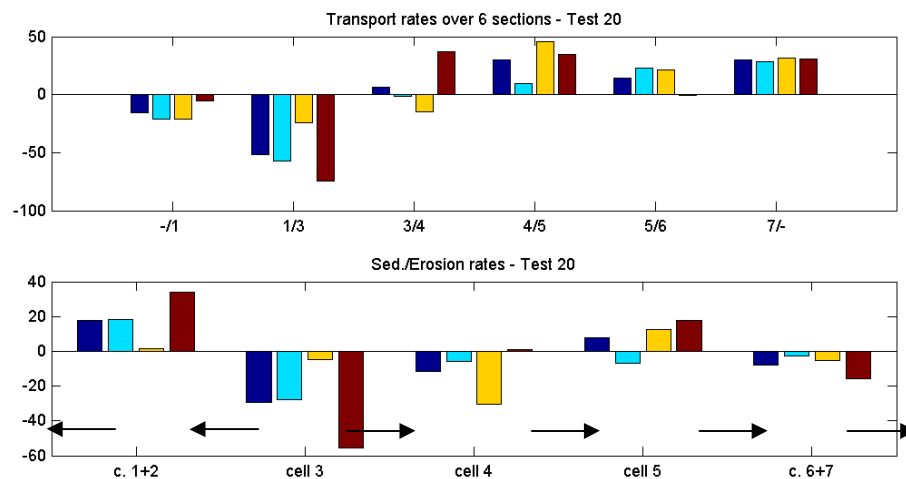 Transport rates over 6 sections - Test 20
50
0
-50
-100
-/1 1/3 3/4 4/5 5/6 7/-
Sed./Erosion rates - Test 20
40
20
0
-20
-40
-60
c. 1+2 cell 3 cell 4 cell 5 c. 6+7